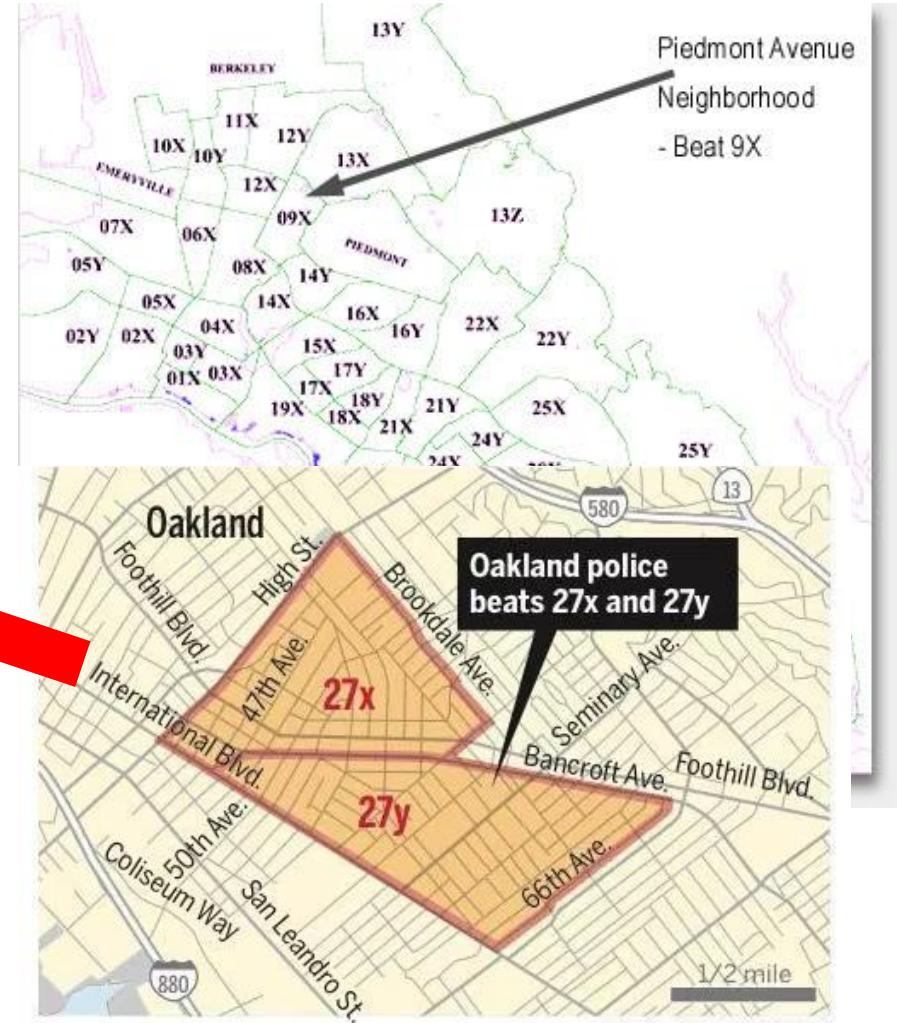 13Y
Piedmont Avenue
Neighborhood
- Beat 9X
BERKELEY
11X
12Y
10X
10Y
13X
EMERYVILLE
12X
09X
13Z
07X
06X
PIEDMONT
05Y
08X
14Y
05X
14X
16X
02Y
02X
04X
16Y
22X
22Y
03Y
15X
01X
03X
17Y
17X
18Y
19X
18X
21X
21Y
25X
24Y
25Y
24X
Oakland
580
13
High St.
Foothill Blvd.
Brookdale Ave.
Oakland police
beats 27x and 27y
47th Ave.
27x
Seminary Ave.
International Blvd.
Bancroft Ave.
Foothill Blvd.
27y
50th Ave.
66th Ave.
Coliseum Way
San Leandro St.
880
1/2 mile